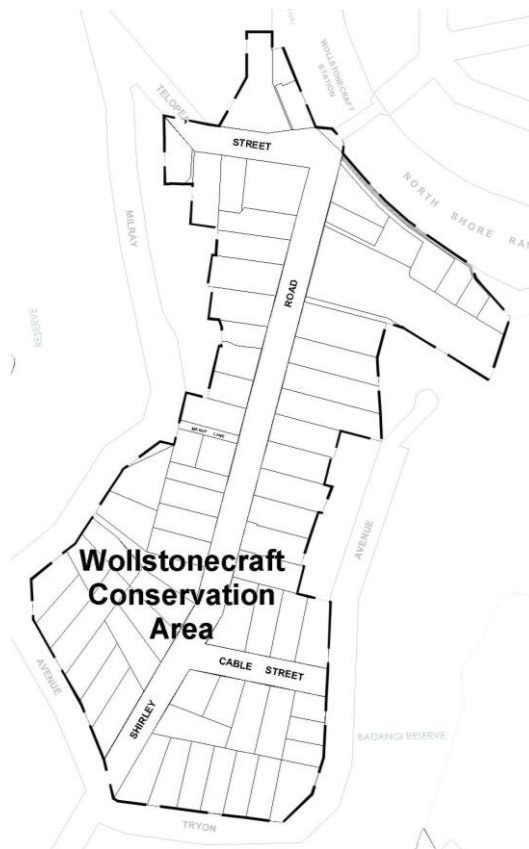 WOLLSTONECRAFT
STATION
TELOPEA
STREET
NORTH SHORE RAI
MILRAY
ROAD
RESERVE
AVENUE
Wollstonecraft
Conservation
Area
CABLE STREET
AVENUE
SHIRLEY
BADANGI RESERVE
TRYON